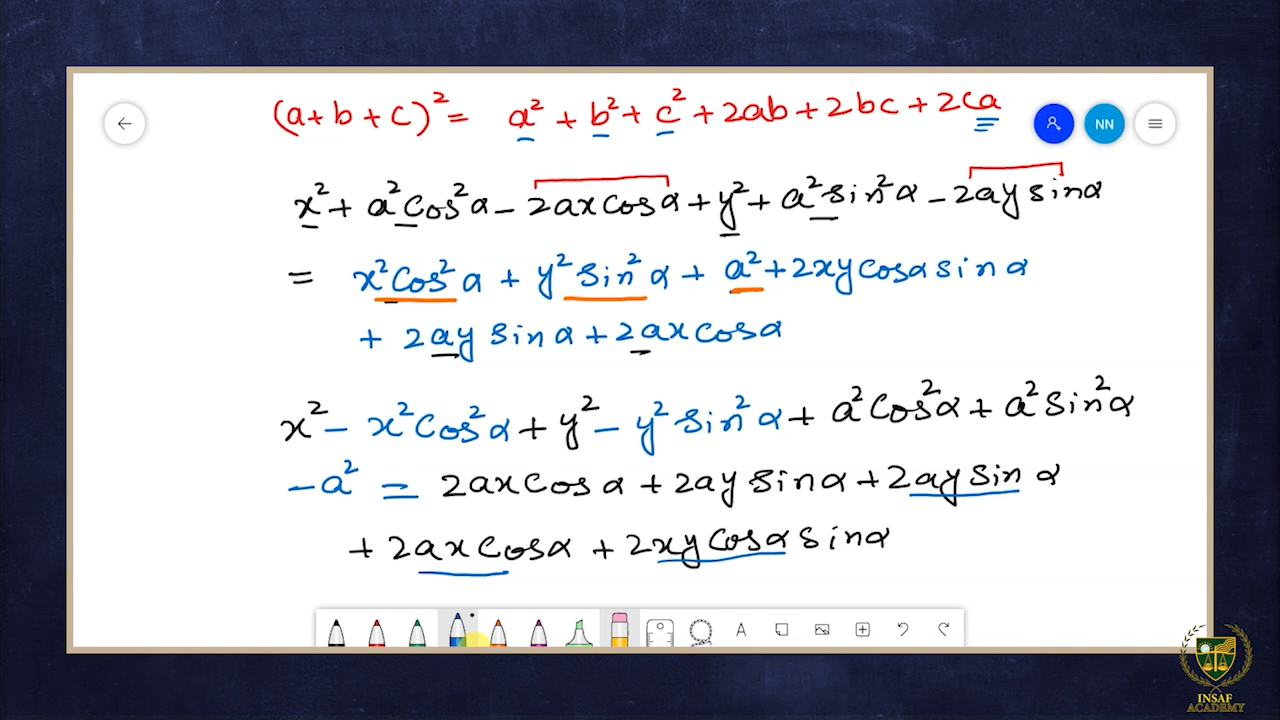 (a+b+c)² = a² + b² + c² + 2ab + 2bc + 2ca
NN
x² + a²cos²α - 2axcosα + y² + a²sin²α - 2aysinα
= x²cos²α + y²sin²α + a² + 2xycosαsinα
+ 2aysinα + 2axcosα
x² - x²cos²α + y² - y²sin²α + a²cos²α + a²sin²α
- a² = 2axcosα + 2aysinα + 2aysinα
+ 2axcosα + 2xycosαsinα
A
INSAF
ACADEMY